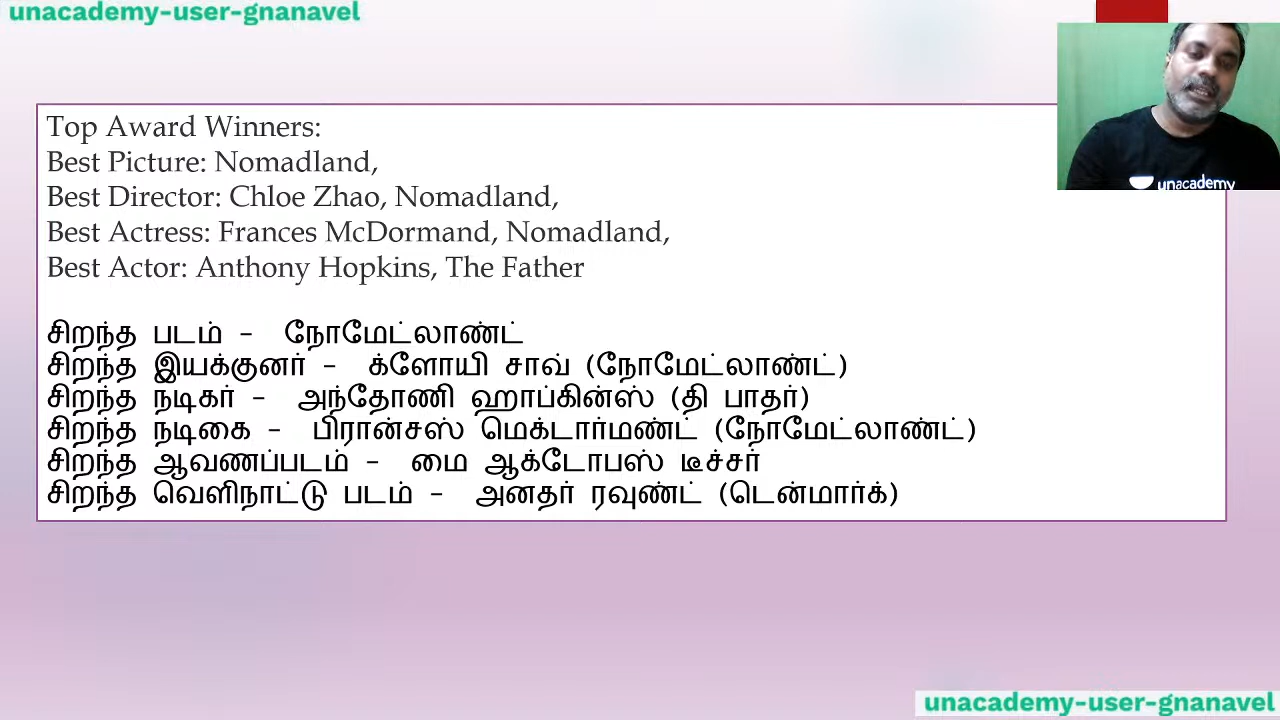 unacademy-user-gnanavel
Top Award Winners:
Best Picture: Nomadland,
Best Director: Chloe Zhao, Nomadland,
Best Actress: Frances McDormand, Nomadland,
Best Actor: Anthony Hopkins, The Father
சிறந்த படம் - நோமேட்லாண்ட்
சிறந்த இயக்குனர் - க்ளோயி சாவ் (நோமேட்லாண்ட்)
சிறந்த நடிகர் - அந்தோணி ஹாப்கின்ஸ் (தி பாதர்)
சிறந்த நடிகை - பிரான்சஸ் மெக்டார்மண்ட் (நோமேட்லாண்ட்)
சிறந்த ஆவணப்படம் - மை ஆக்டோபஸ் டீச்சர்
சிறந்த வெளிநாட்டு படம் - அனதர் ரவுண்ட் (டென்மார்க்)
unacademy
unacademy-user-gnanavel